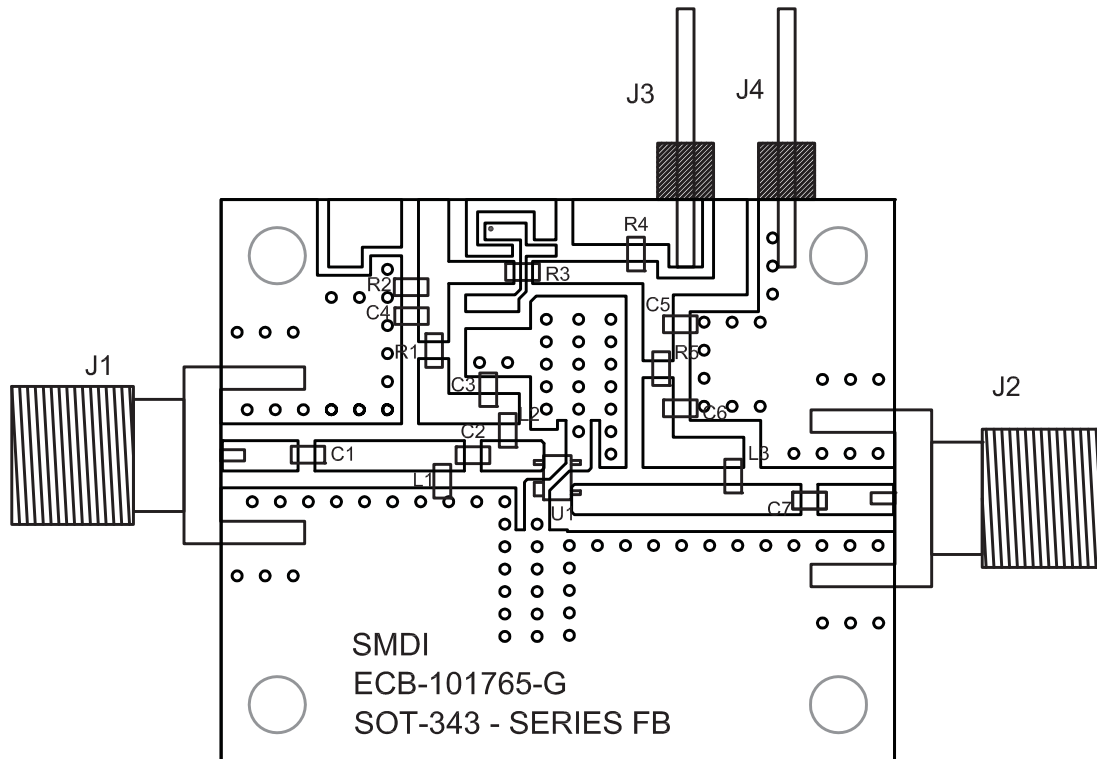 J3
J4
R4
R3
R2
C4
C5
R1
R5
J1
C3
J2
L2
C6
C2
C1
L3
L1
C7
U1
SMDI
ECB-101765-G
SOT-343 - SERIES FB